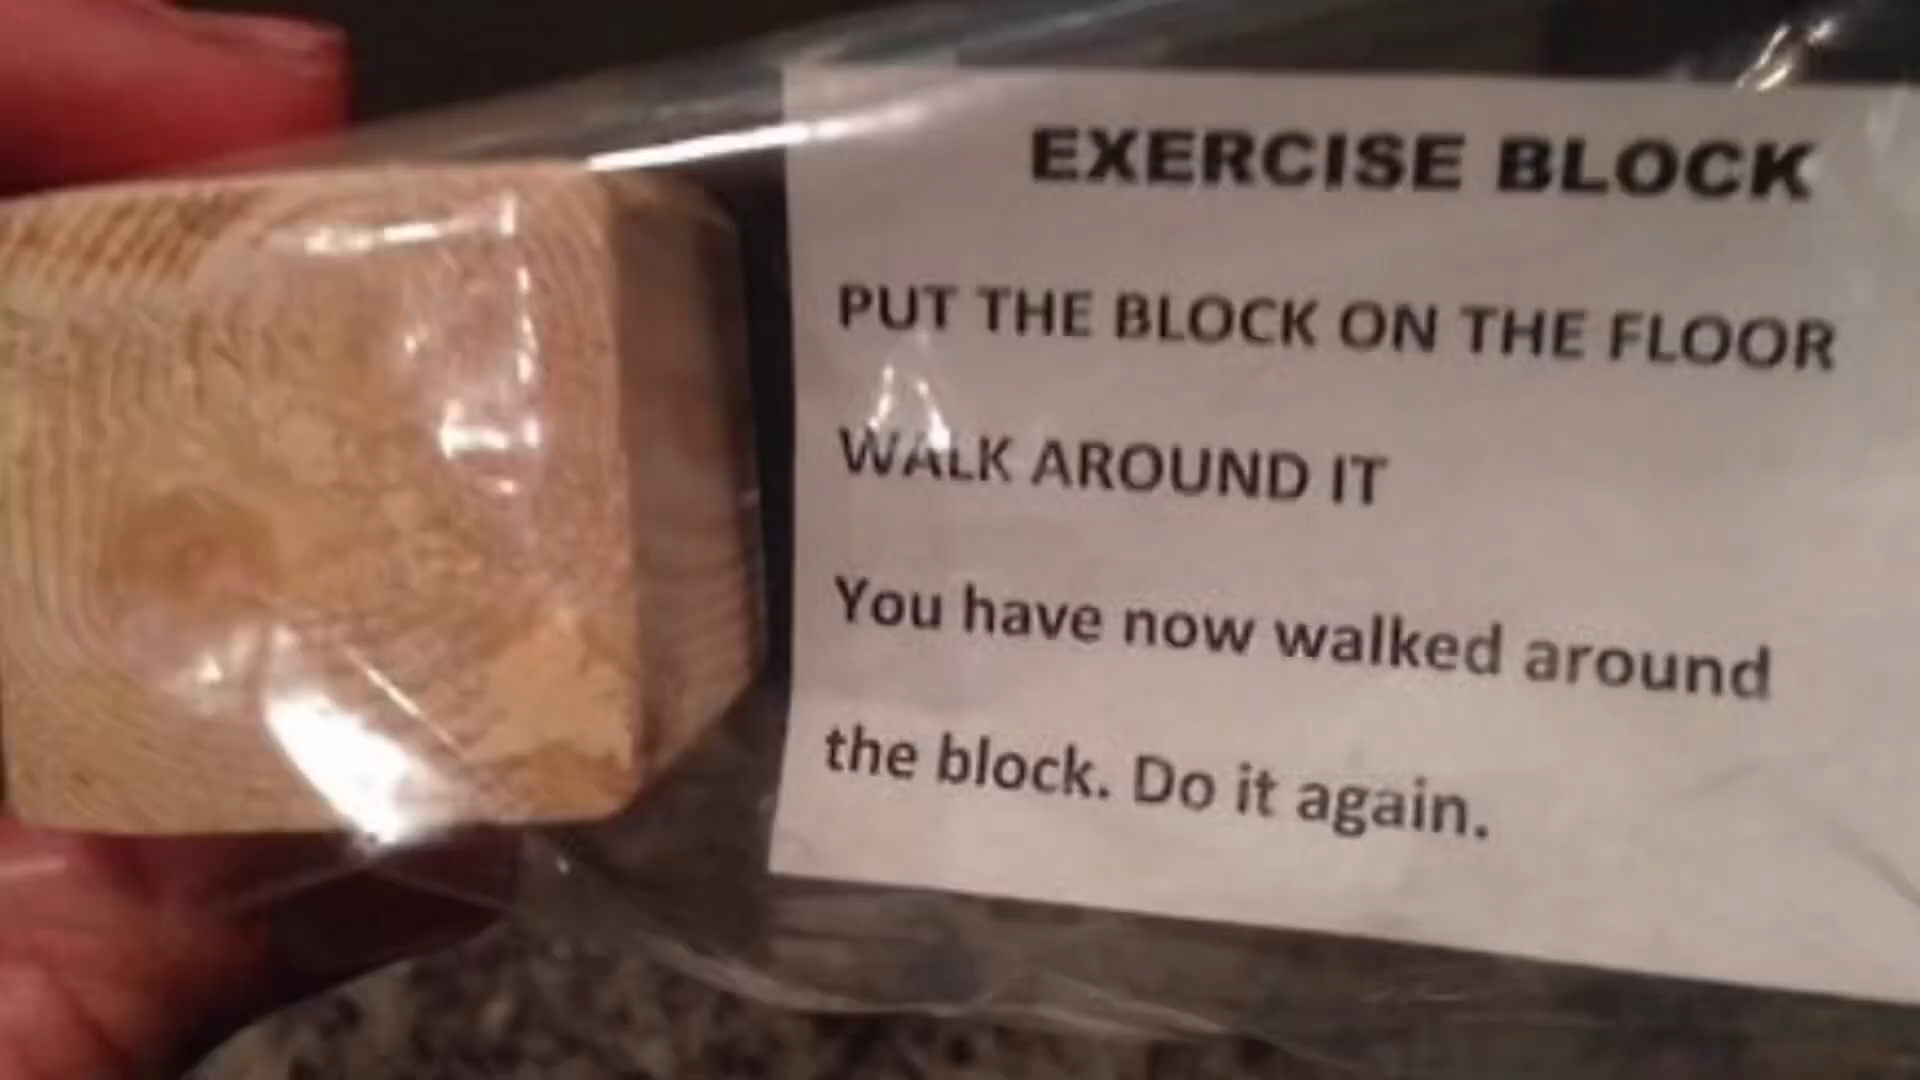 EXERCISE BLOCK
PUT THE BLOCK ON THE FLOOR
WALK AROUND IT
You have now walked around
the block. Do it again.